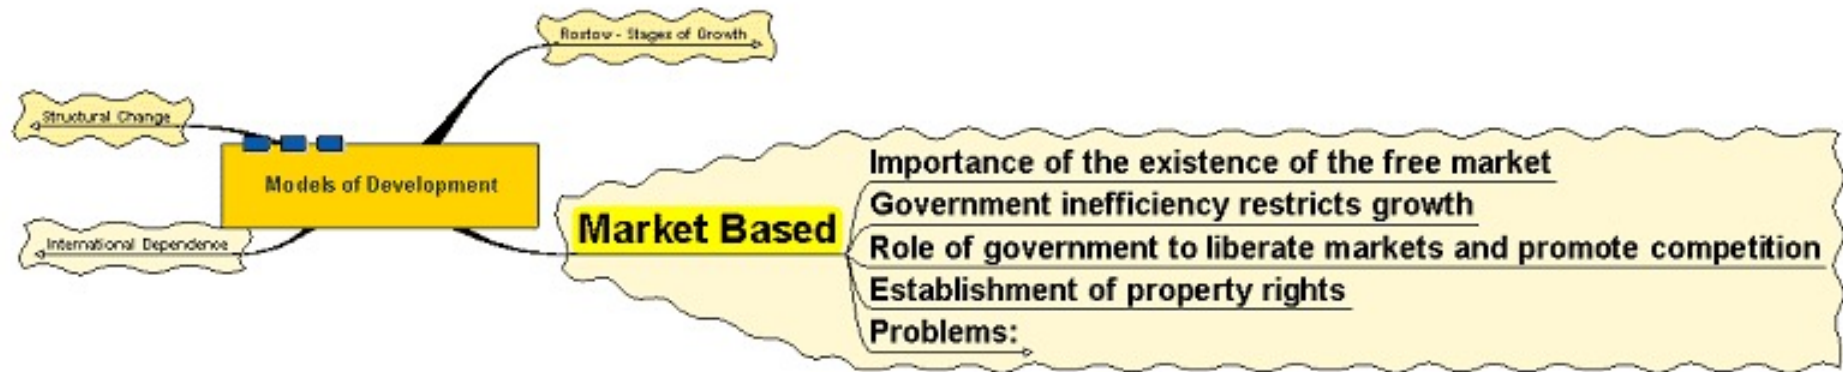 Rostow - Stages of Growth
Structural Change
Models of Development
International Dependence
Market Based
Importance of the existence of the free market
Government inefficiency restricts growth
Role of government to liberate markets and promote competition
Establishment of property rights
Problems: